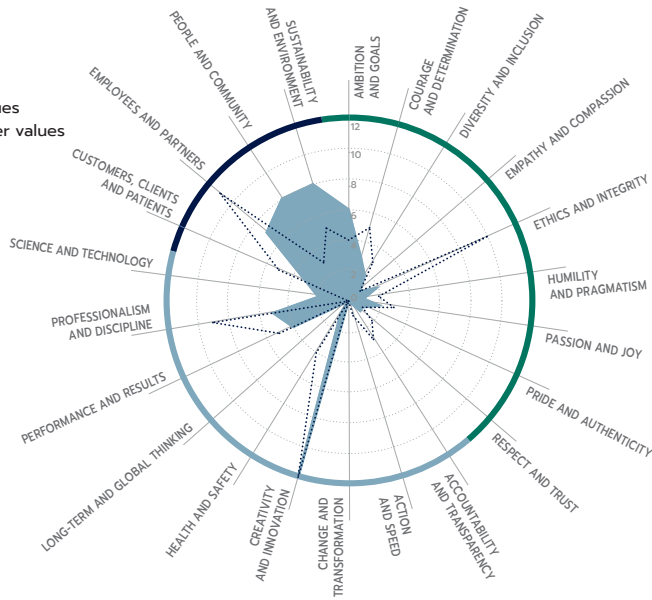 ues
er values
AMBITION
AND GOALS
COURAGE
AND DETERMINATION
DIVERSITY AND INCLUSION
EMPATHY AND COMPASSION
ETHICS AND INTEGRITY
HUMILITY
AND PRAGMATISM
PASSION AND JOY
PRIDE AND AUTHENTICITY
RESPECT AND TRUST
ACCOUNTABILITY
AND TRANSPARENCY
ACTION
AND SPEED
CHANGE AND
TRANSFORMATION
CREATIVITY
AND INNOVATION
HEALTH AND SAFETY
LONG-TERM AND GLOBAL THINKING
PERFORMANCE AND RESULTS
PROFESSIONALISM
AND DISCIPLINE
SCIENCE AND TECHNOLOGY
CUSTOMERS, CLIENTS
AND PATIENTS
EMPLOYEES AND PARTNERS
PEOPLE AND COMMUNITY
SUSTAINABILITY
AND ENVIRONMENT
12
10
8
6
4
2
0